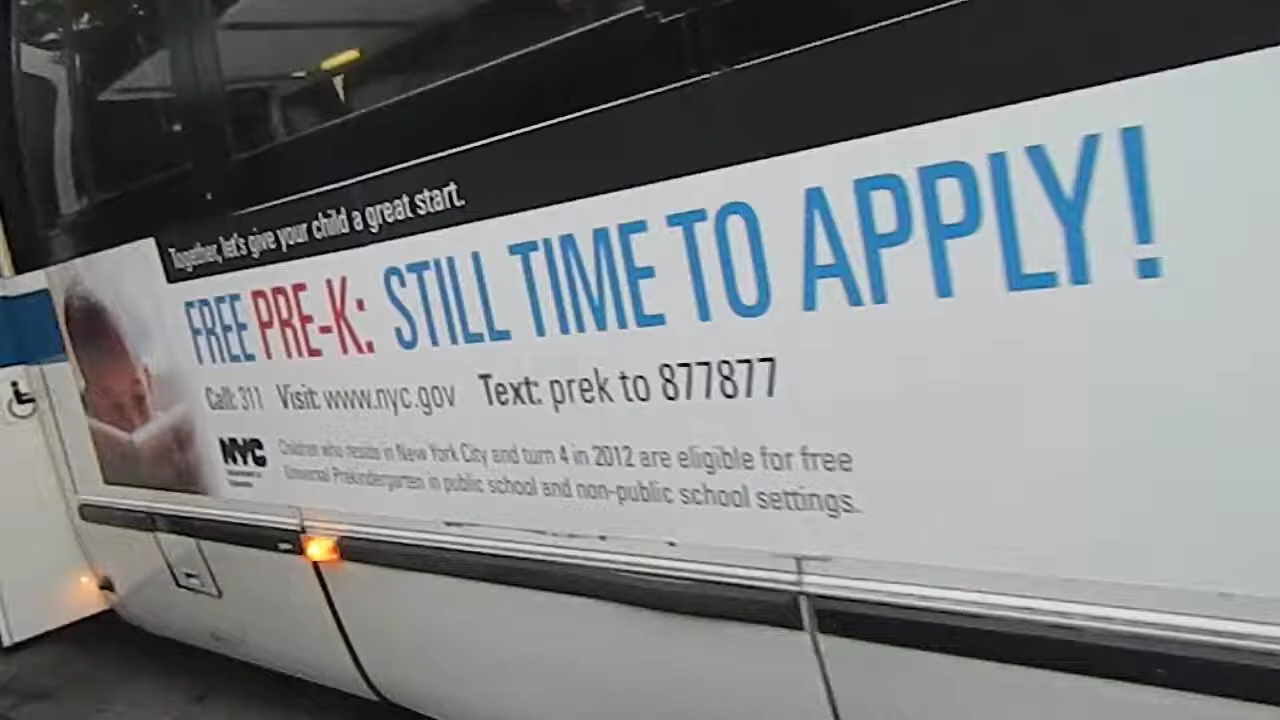 Together, let's give your child a great start.
FREE PRE-K: STILL TIME TO APPLY!
Call: 311 Visit: www.nyc.gov Text: prek to 877877
NYC
Children who reside in New York City and turn 4 in 2012 are eligible for free
Universal Prekindergarten in public school and non-public school settings.